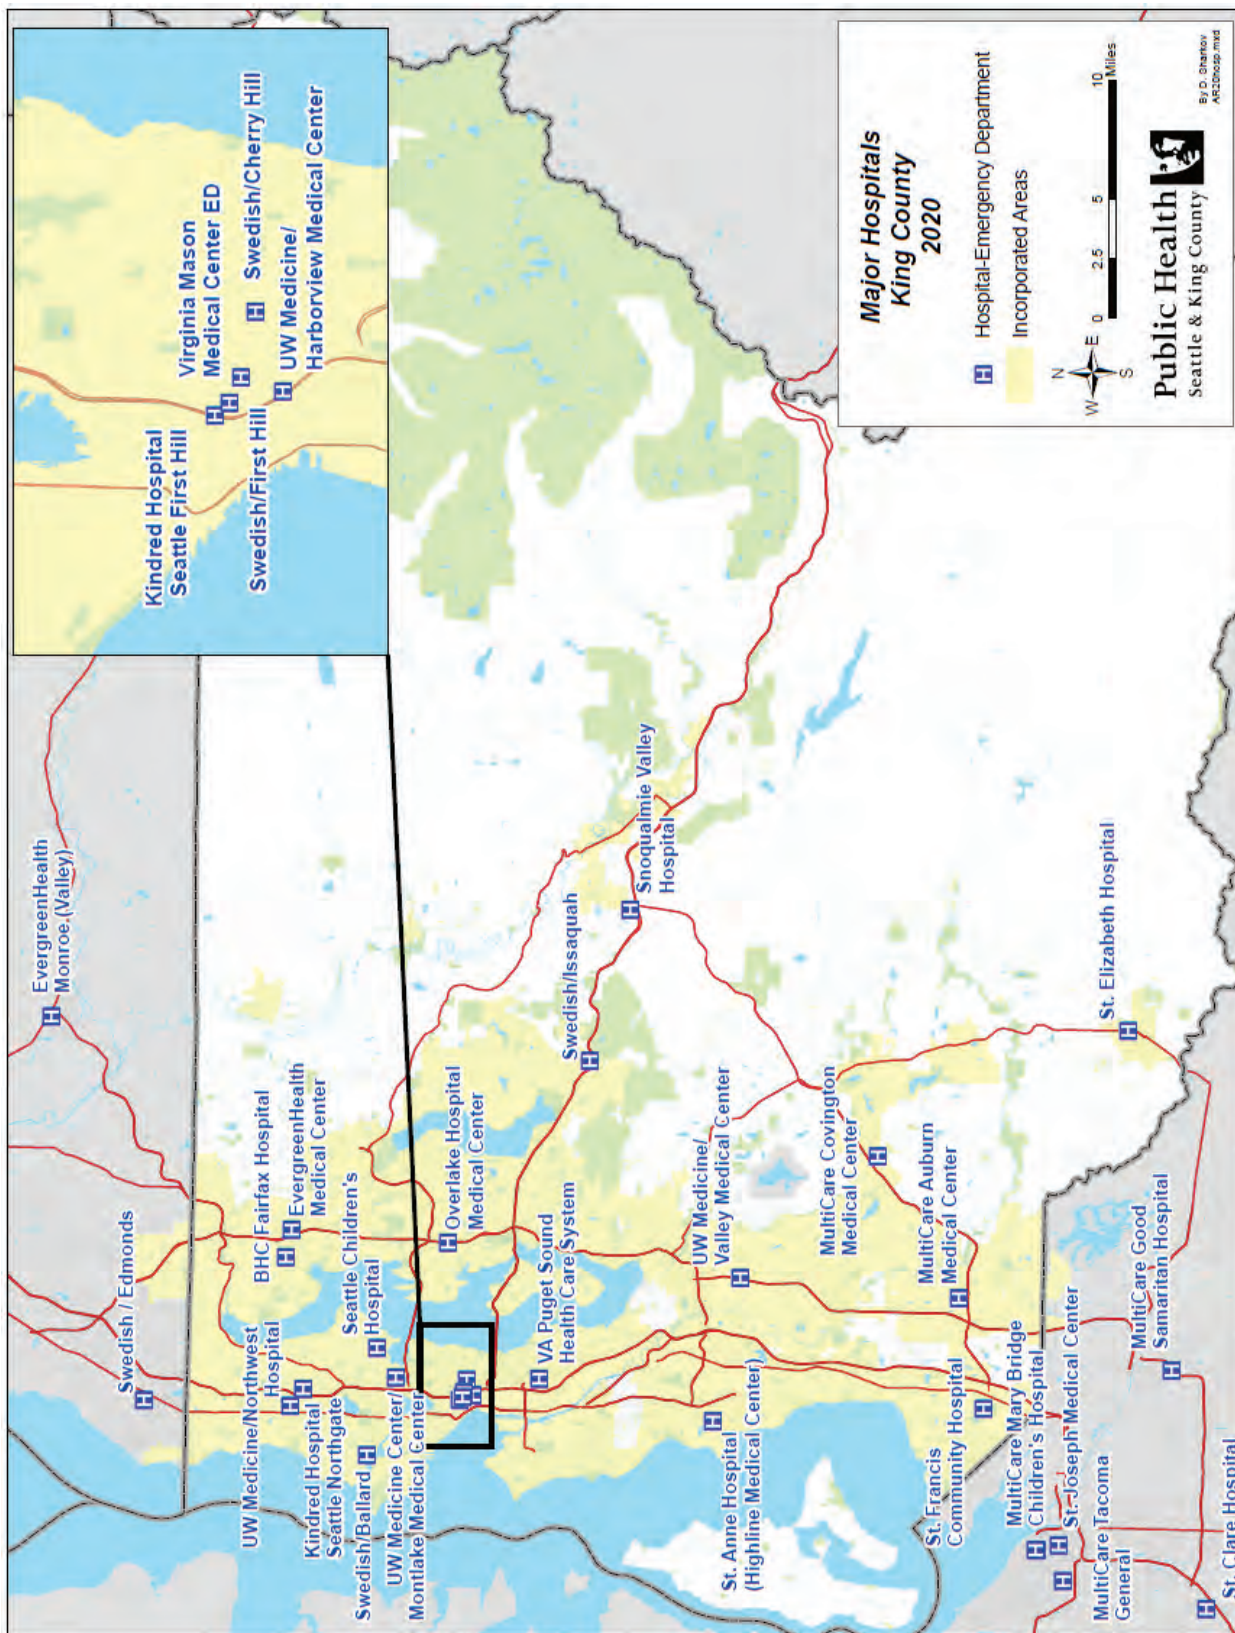 Kindred Hospital
Seattle First Hill
Virginia Mason
Medical Center ED
Swedish/First Hill
Swedish/Cherry Hill
UW Medicine/
Harborview Medical Center
EvergreenHealth
Monroe (Valley)
Swedish / Edmonds
BHC Fairfax Hospital
EvergreenHealth
Medical Center
UW Medicine/Northwest
Hospital
Kindred Hospital
Seattle Northgate
Seattle Children's
Hospital
Swedish/Ballard
UW Medicine Center/
Montlake Medical Center
Overlake Hospital
Medical Center
VA Puget Sound
Health Care System
Swedish/Issaquah
Snoqualmie Valley
Hospital
UW Medicine/
Valley Medical Center
St. Anne Hospital
(Highline Medical Center)
MultiCare Covington
Medical Center
MultiCare Auburn
Medical Center
St. Francis
Community Hospital
St. Elizabeth Hospital
MultiCare Mary Bridge
Children's Hospital
St. Joseph Medical Center
MultiCare Tacoma
General
MultiCare Good
Samaritan Hospital
St. Clare Hospital
Major Hospitals
King County
2020
H Hospital-Emergency Department
Incorporated Areas
N
W E
S
0 2.5 5 10
Miles
Public Health
Seattle & King County
By D. Gharkov
AR20hosp.mxd